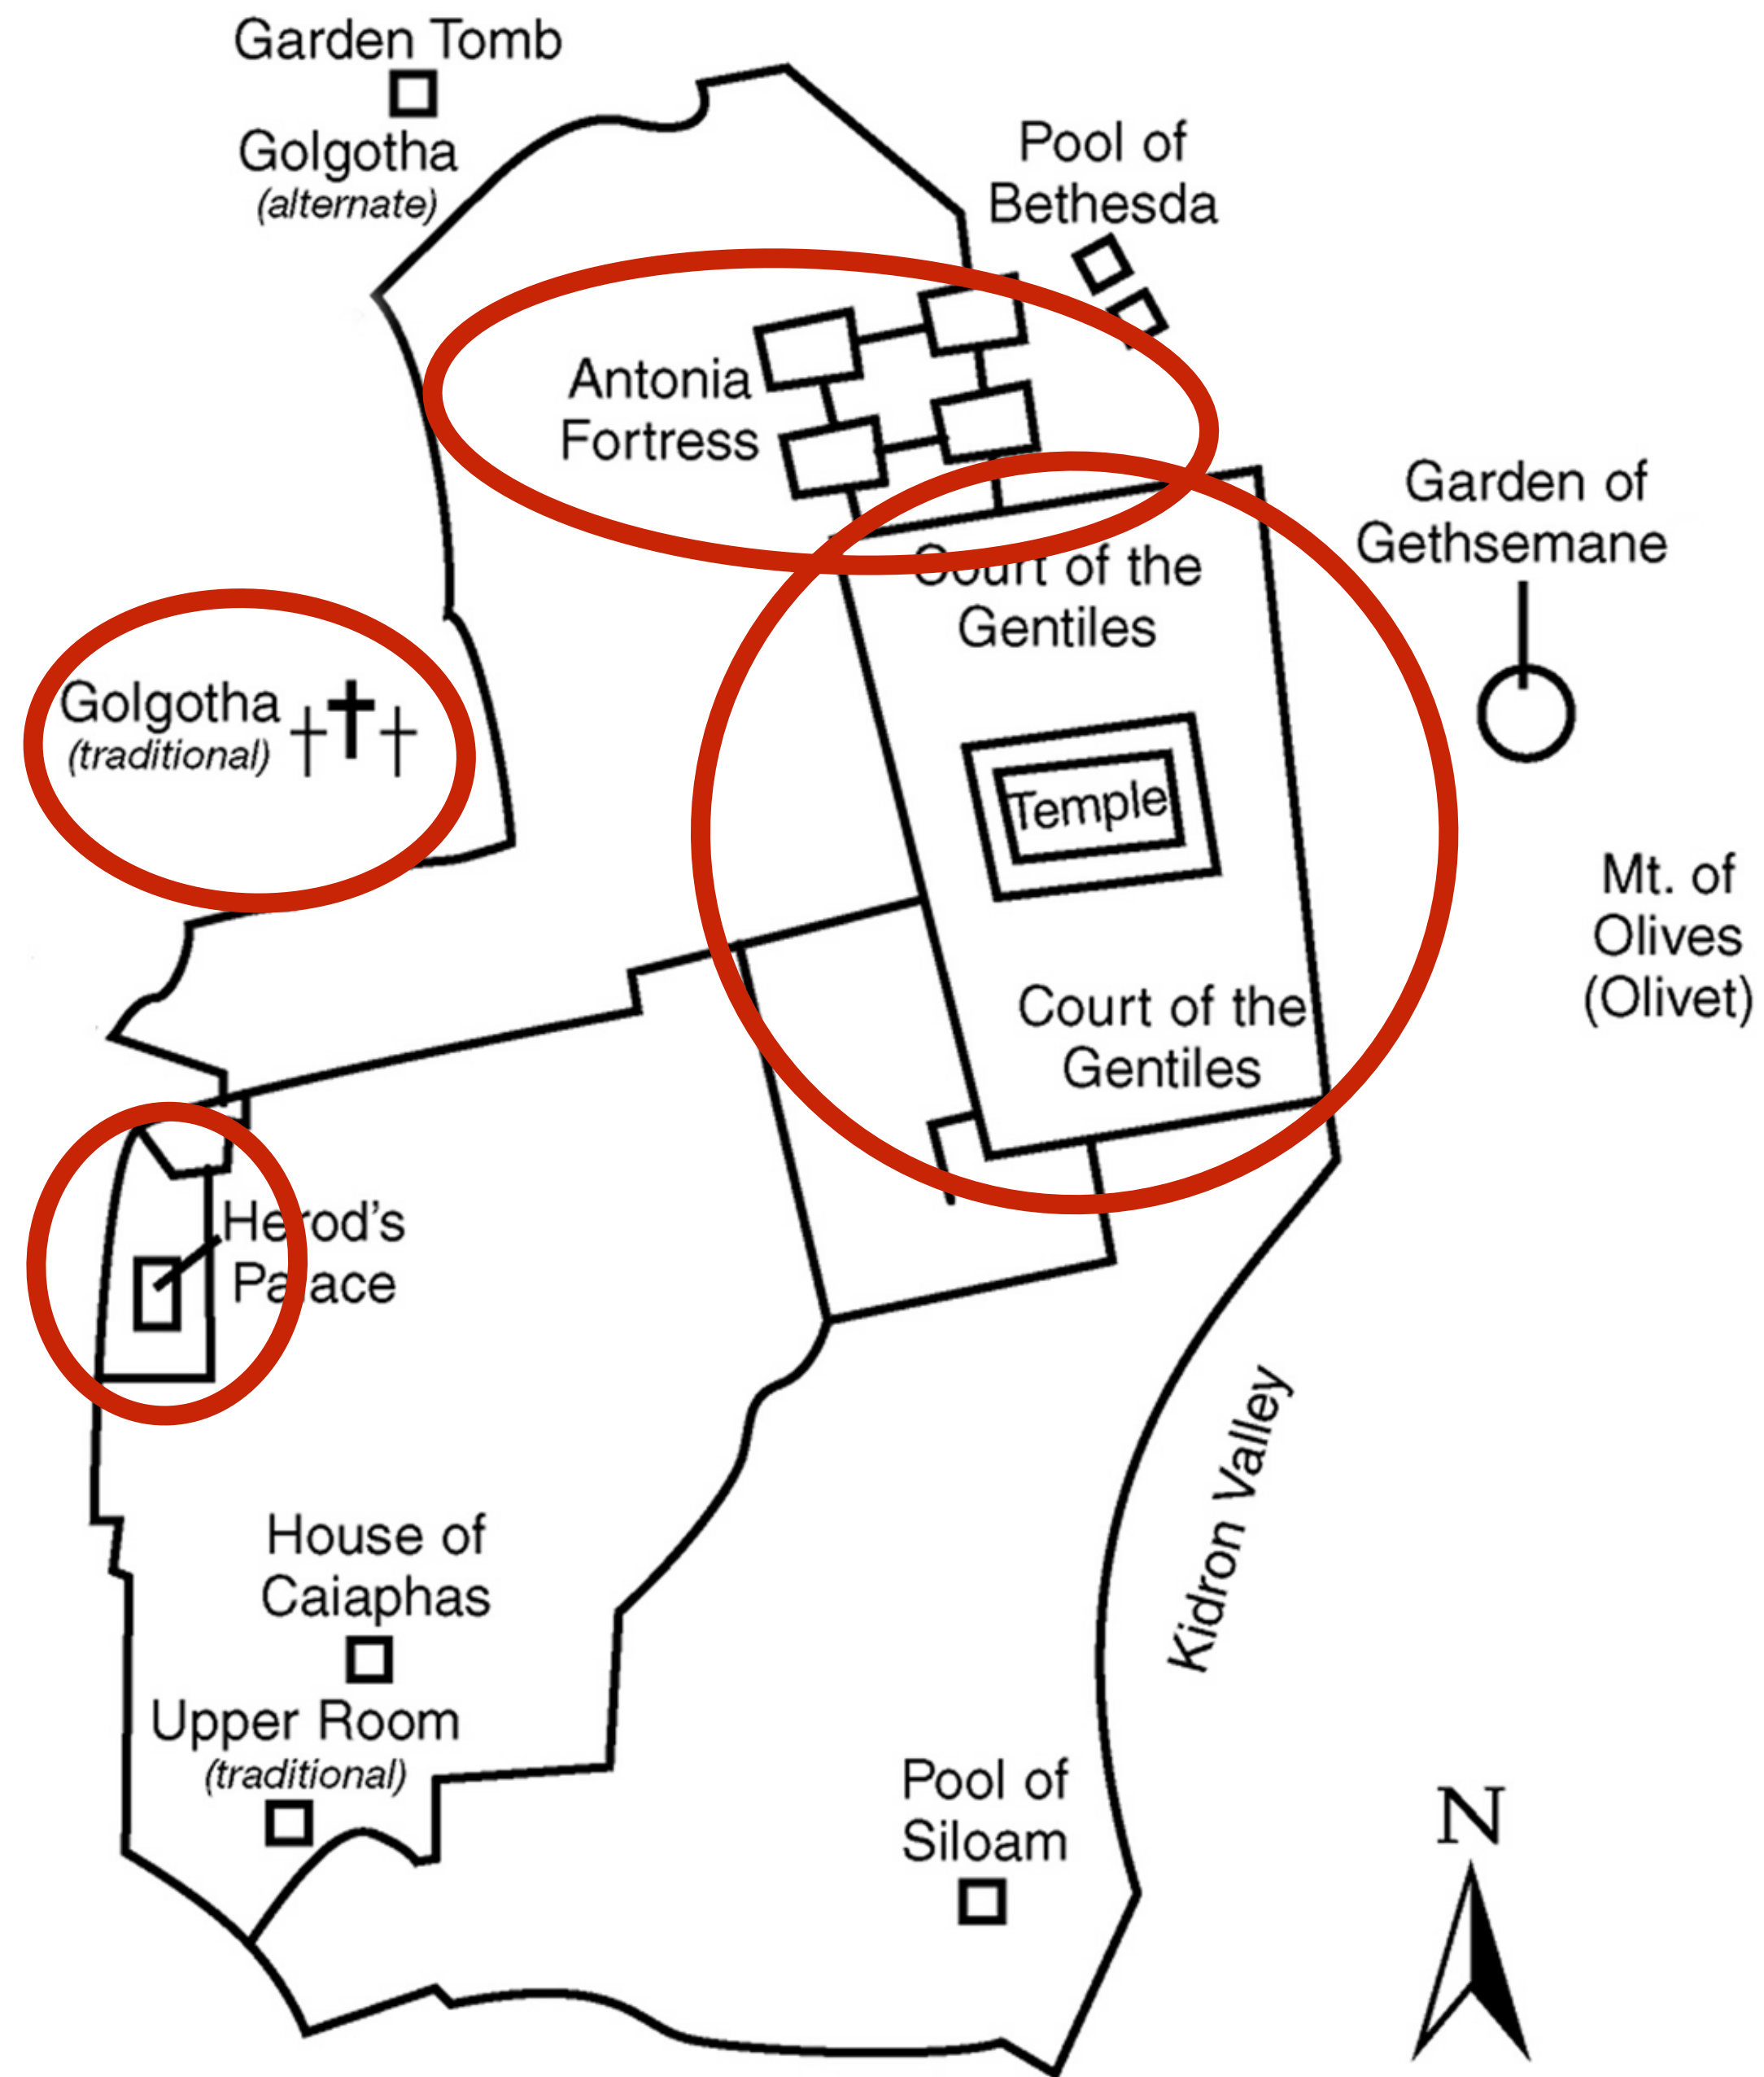 Garden Tomb
Golgotha
(alternate)
Pool of
Bethesda
Antonia
Fortress
Garden of
Gethsemane
Court of the
Gentiles
Golgotha
(traditional)
Temple
Mt. of
Olives
(Olivet)
Court of the
Gentiles
Herod's
Palace
Kidron Valley
House of
Caiaphas
Upper Room
(traditional)
Pool of
Siloam
N